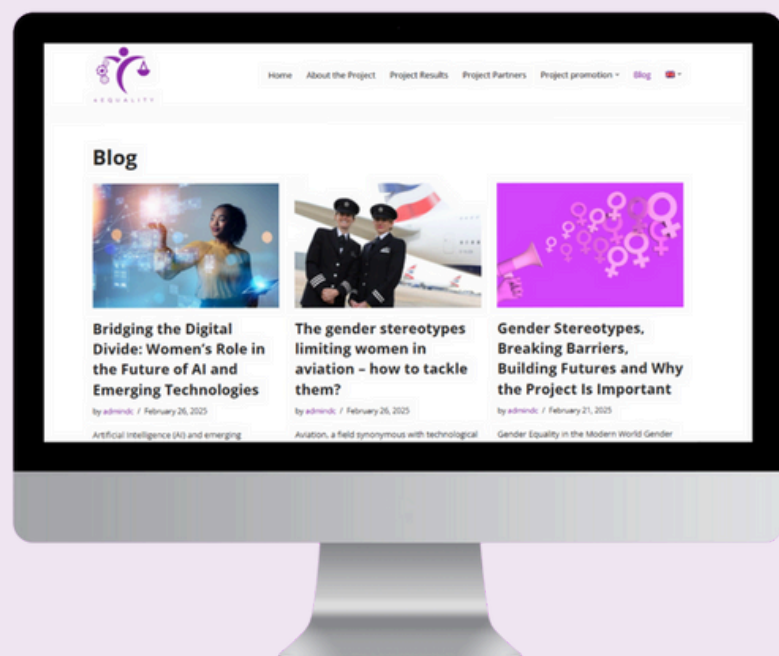 aEQUALITY
Home About the Project Project Results Project Partners Project promotion Blog
Blog
Bridging the Digital
Divide: Women's Role in
the Future of AI and
Emerging Technologies
by admindc / February 26, 2025
Artificial Intelligence (AI) and emerging
The gender stereotypes
limiting women in
aviation – how to tackle
them?
by admindc / February 26, 2025
Aviation, a field synonymous with technological
Gender Stereotypes,
Breaking Barriers,
Building Futures and Why
the Project Is Important
by admindc / February 21, 2025
Gender Equality in the Modern World Gender